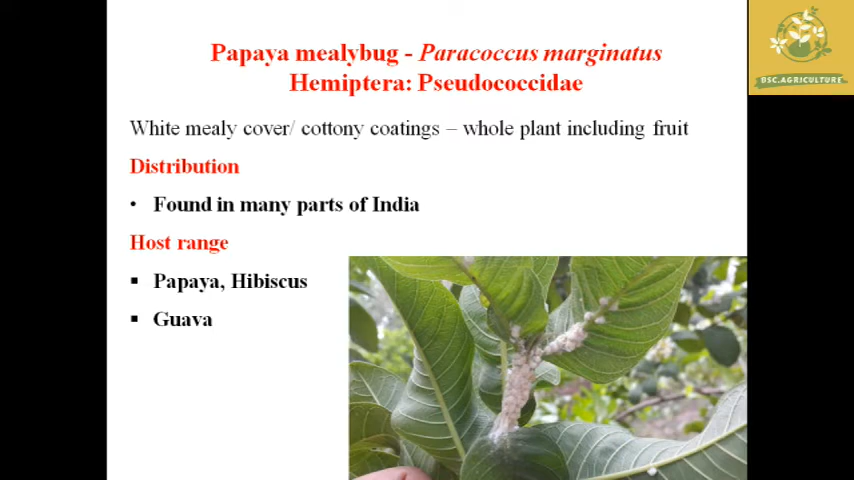 Papaya mealybug - Paracoccus marginatus
Hemiptera: Pseudococcidae
White mealy cover/ cottony coatings – whole plant including fruit
Distribution
• Found in many parts of India
Host range
▪ Papaya, Hibiscus
▪ Guava
BSC.AGRICULTURE